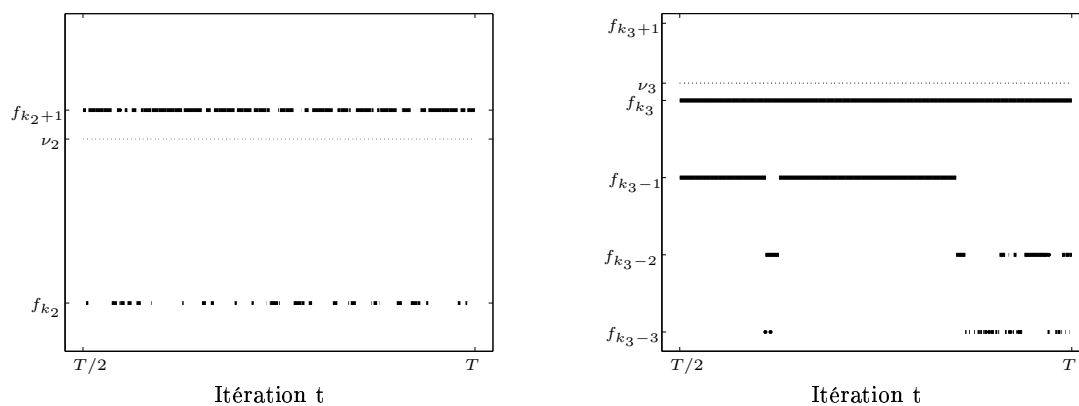 f_{k_2+1}
ν_2
f_{k_2}
T/2
T
Itération t
f_{k_3+1}
ν_3
f_{k_3}
f_{k_3−1}
f_{k_3−2}
f_{k_3−3}
T/2
T
Itération t